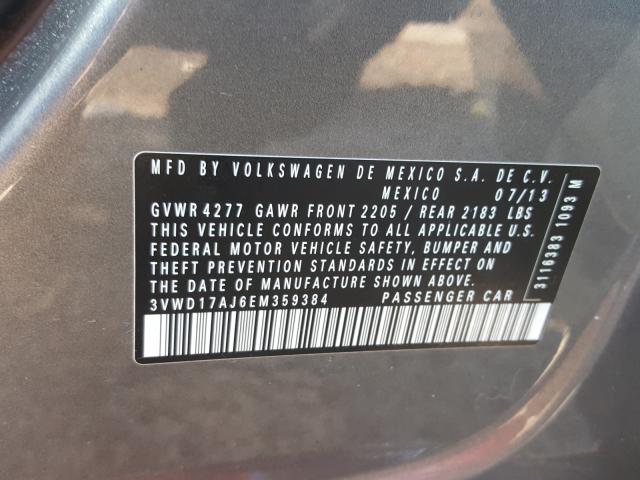 MFD BY VOLKSWAGEN DE MEXICO S.A. DE C.V.
MEXICO 07/13
GVWR 4277 GAWR FRONT 2205 / REAR 2183 LBS
THIS VEHICLE CONFORMS TO ALL APPLICABLE U.S.
FEDERAL MOTOR VEHICLE SAFETY, BUMPER AND
THEFT PREVENTION STANDARDS IN EFFECT ON
THE DATE OF MANUFACTURE SHOWN ABOVE.
3VWD17AJ6EM359384 PASSENGER CAR
3116383 1093 M